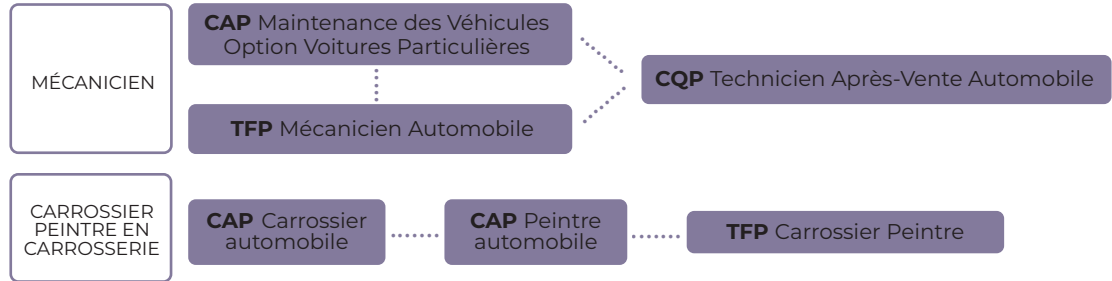 MÉCANICIEN
CAP Maintenance des Véhicules
Option Voitures Particulières
TFP Mécanicien Automobile
CQP Technicien Après-Vente Automobile
CARROSSIER
PEINTRE EN
CARROSSERIE
CAP Carrossier
automobile
CAP Peintre
automobile
TFP Carrossier Peintre